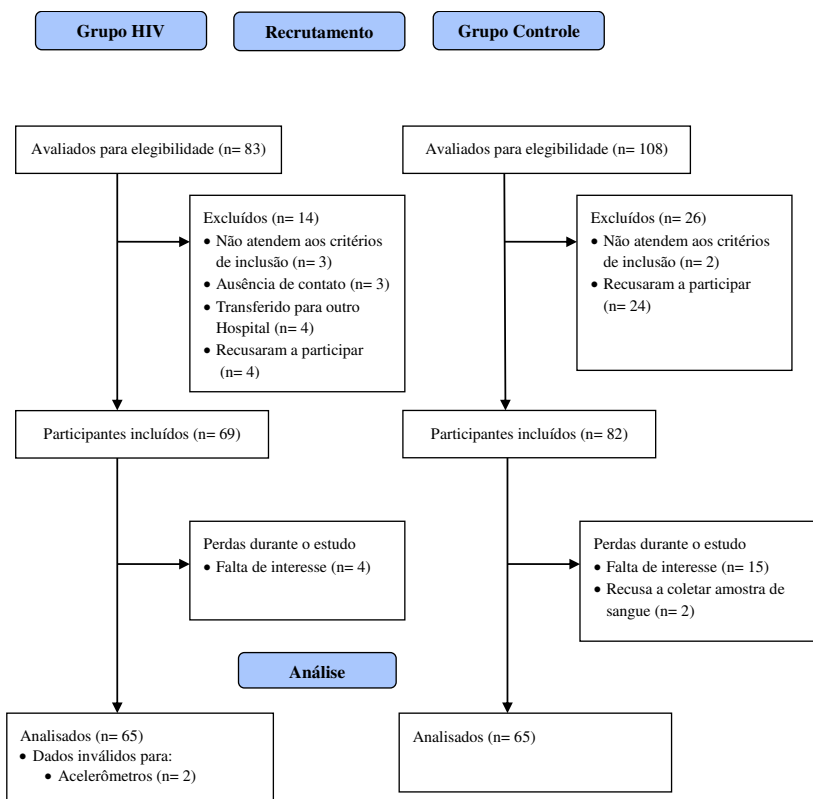 Grupo HIV
Recrutamento
Grupo Controle
Avaliados para elegibilidade (n= 83)
Avaliados para elegibilidade (n= 108)
Excluídos (n= 14)
• Não atendem aos critérios
de inclusão (n= 3)
• Ausência de contato (n= 3)
• Transferido para outro
Hospital (n= 4)
• Recusaram a participar
(n= 4)
Excluídos (n= 26)
• Não atendem aos critérios
de inclusão (n= 2)
• Recusaram a participar
(n= 24)
Participantes incluídos (n= 69)
Participantes incluídos (n= 82)
Perdas durante o estudo
• Falta de interesse (n= 4)
Perdas durante o estudo
• Falta de interesse (n= 15)
• Recusa a coletar amostra de
sangue (n= 2)
Análise
Analisados (n= 65)
• Dados inválidos para:
• Acelerômetros (n= 2)
Analisados (n= 65)